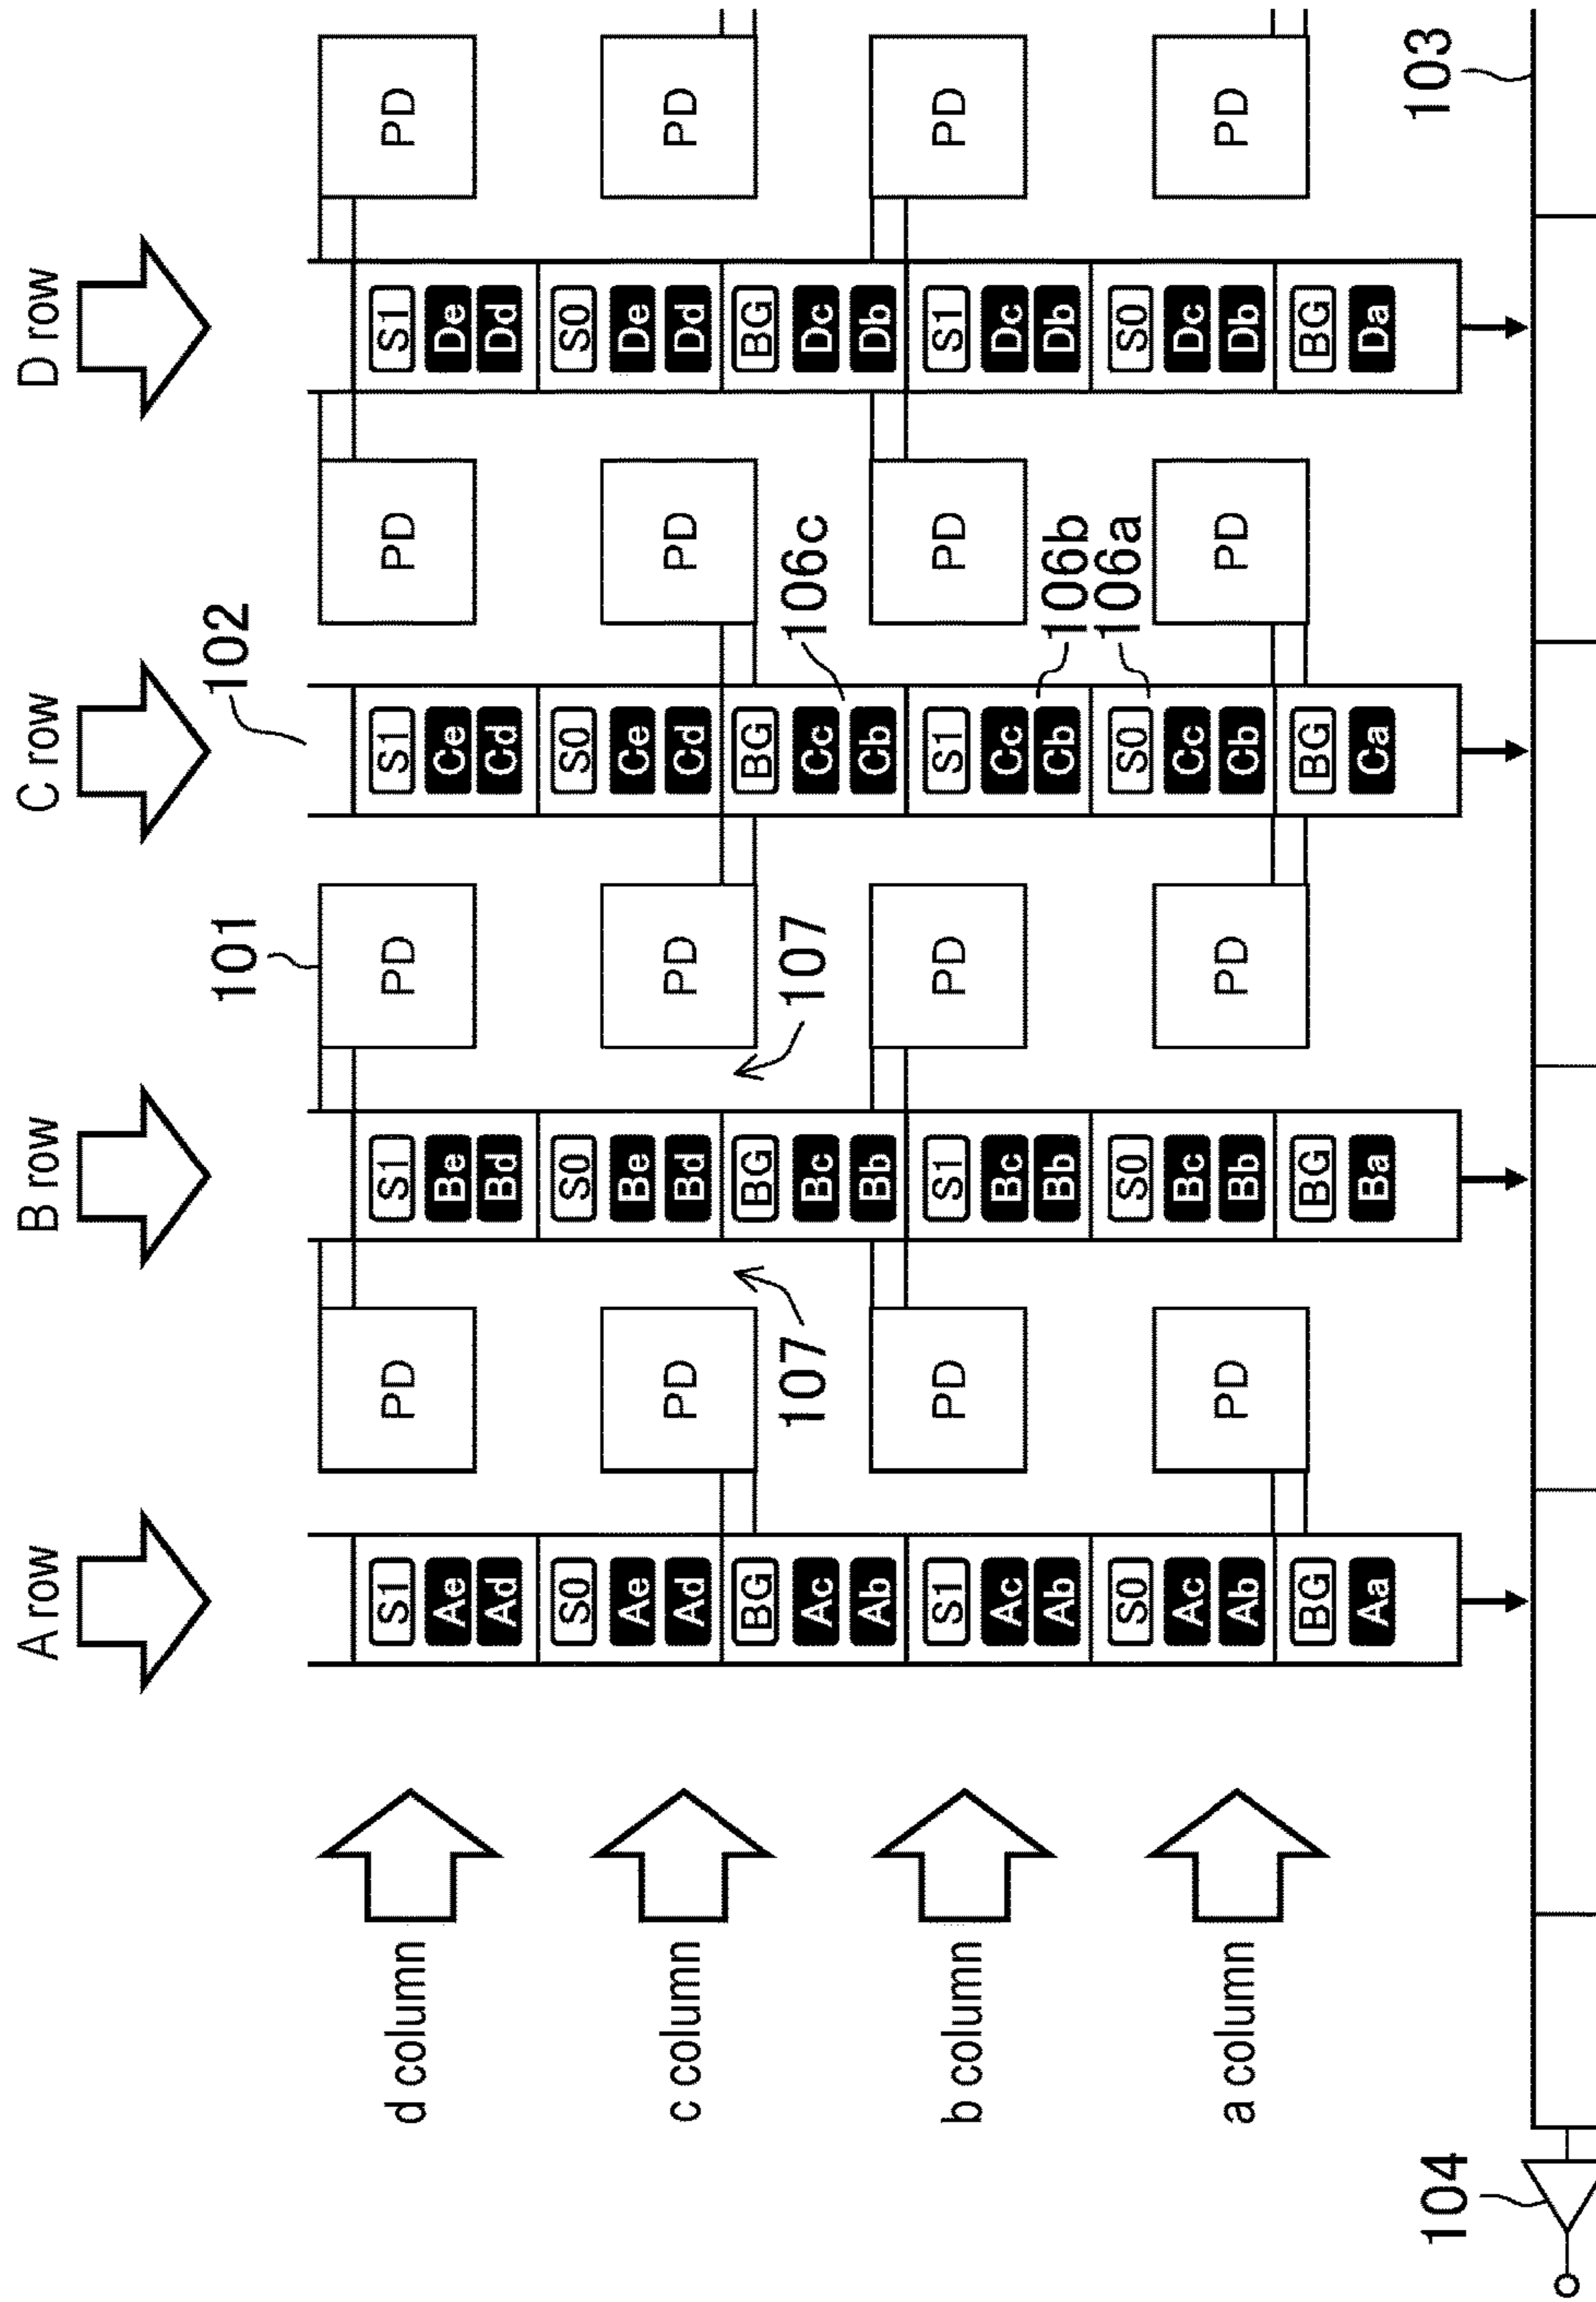 A row B row C row D row
101 102
d column S1 PD S1 PD S1 PD S1 PD
Ae Be Ce De
Ad Bd Cd Dd
S0 S0 S0 S0
Ae Be Ce De
c column Ad PD Bd PD Cd PD Dd PD
BG BG BG BG
Ac 107 Bc 107 Cc 106c Dc
Ab Bb Cb Db
b column S1 PD S1 PD S1 PD S1 PD
Ac Bc Cc Dc
Ab Bb Cb 106b Db
S0 S0 S0 106a S0
Ac Bc Cc Dc
a column Ab PD Bb PD Cb PD Db PD
BG BG BG BG
Aa Ba Ca Da
104 103